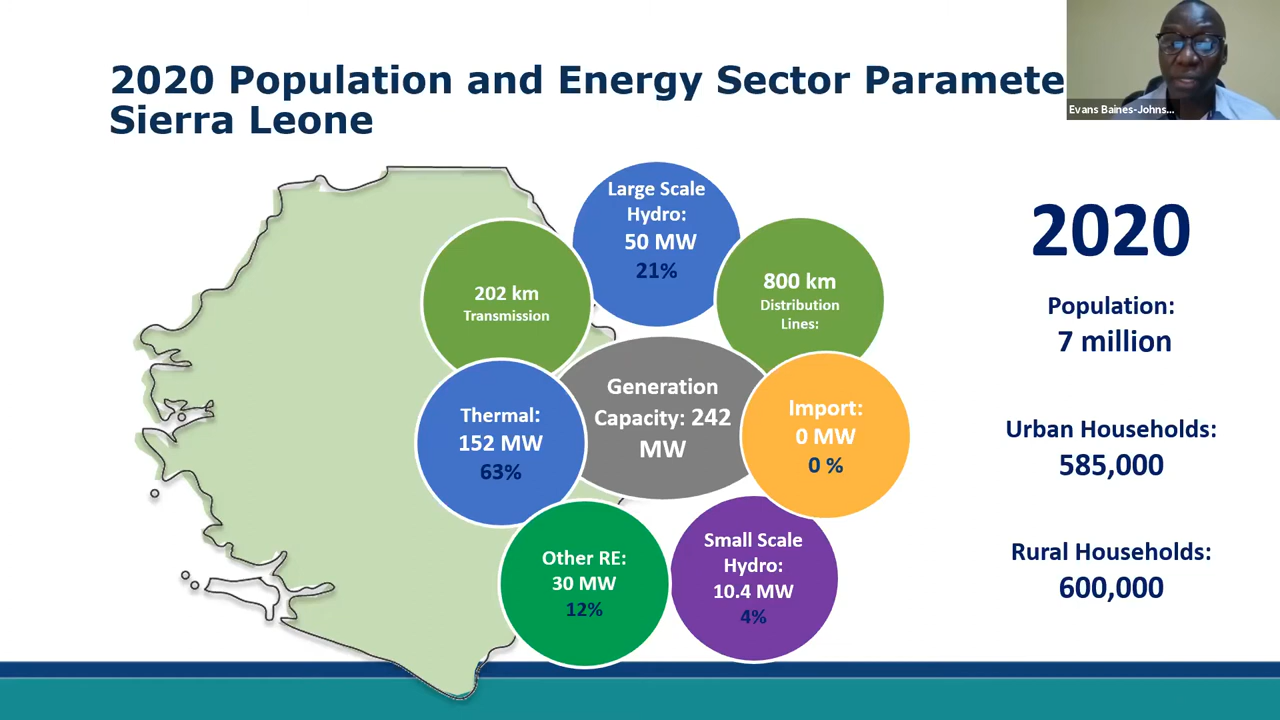 2020 Population and Energy Sector Paramete
Sierra Leone
Evans Baines-Johns...
Large Scale
Hydro:
50 MW
21%
202 km
Transmission
800 km
Distribution
Lines:
Generation
Capacity: 242
MW
Thermal:
152 MW
63%
Import:
0 MW
0 %
Other RE:
30 MW
12%
Small Scale
Hydro:
10.4 MW
4%
2020
Population:
7 million
Urban Households:
585,000
Rural Households:
600,000